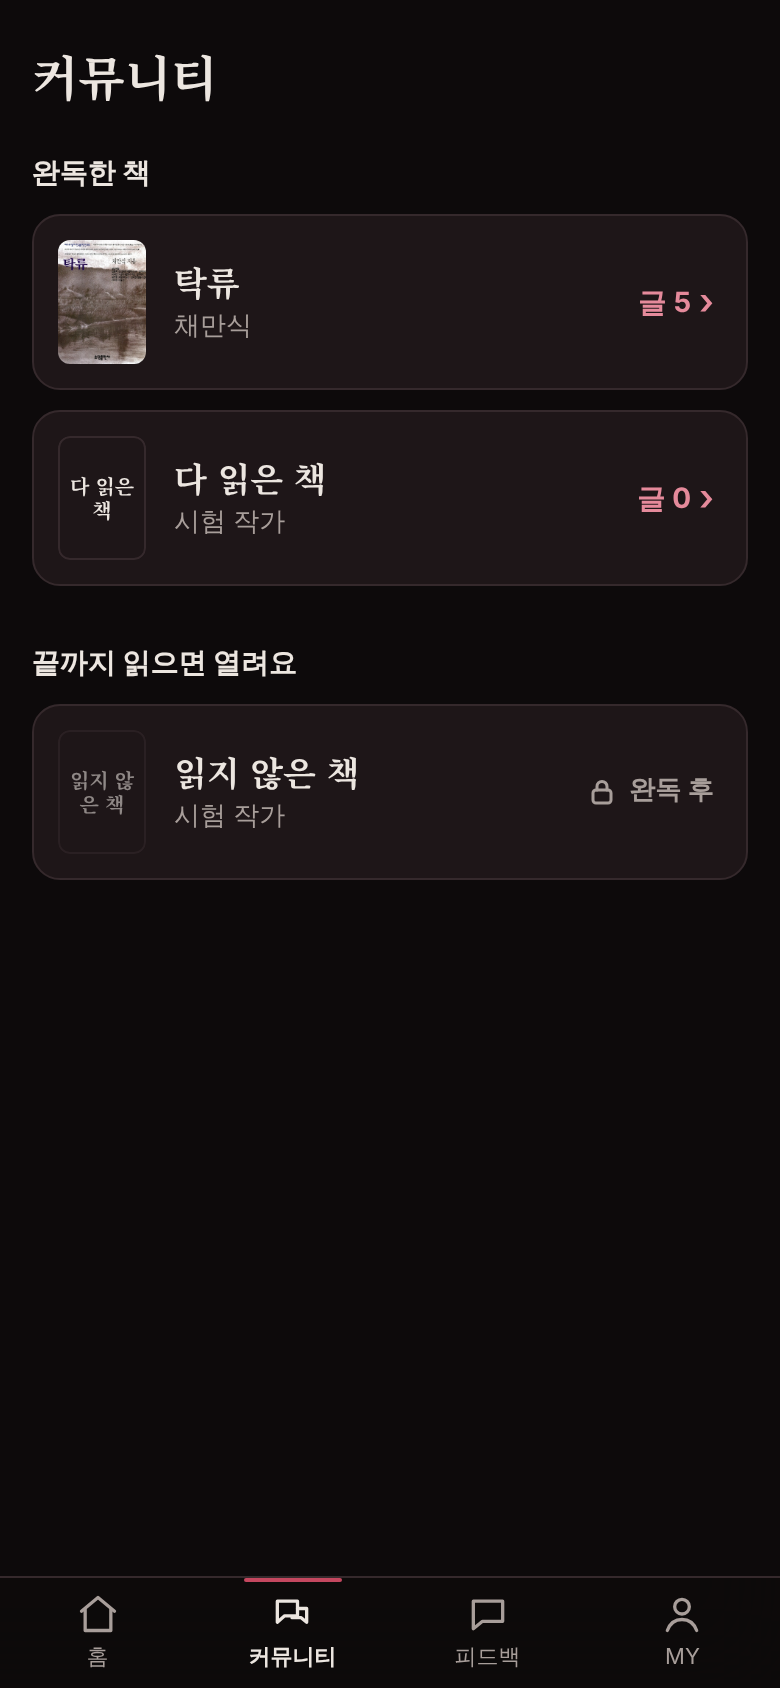 커뮤니티
완독한 책
탁류
탁류
채만식
글 5
다 읽은
책
다 읽은 책
시험 작가
글 0
끝까지 읽으면 열려요
읽지 않
은 책
읽지 않은 책
시험 작가
완독 후
홈
커뮤니티
피드백
MY